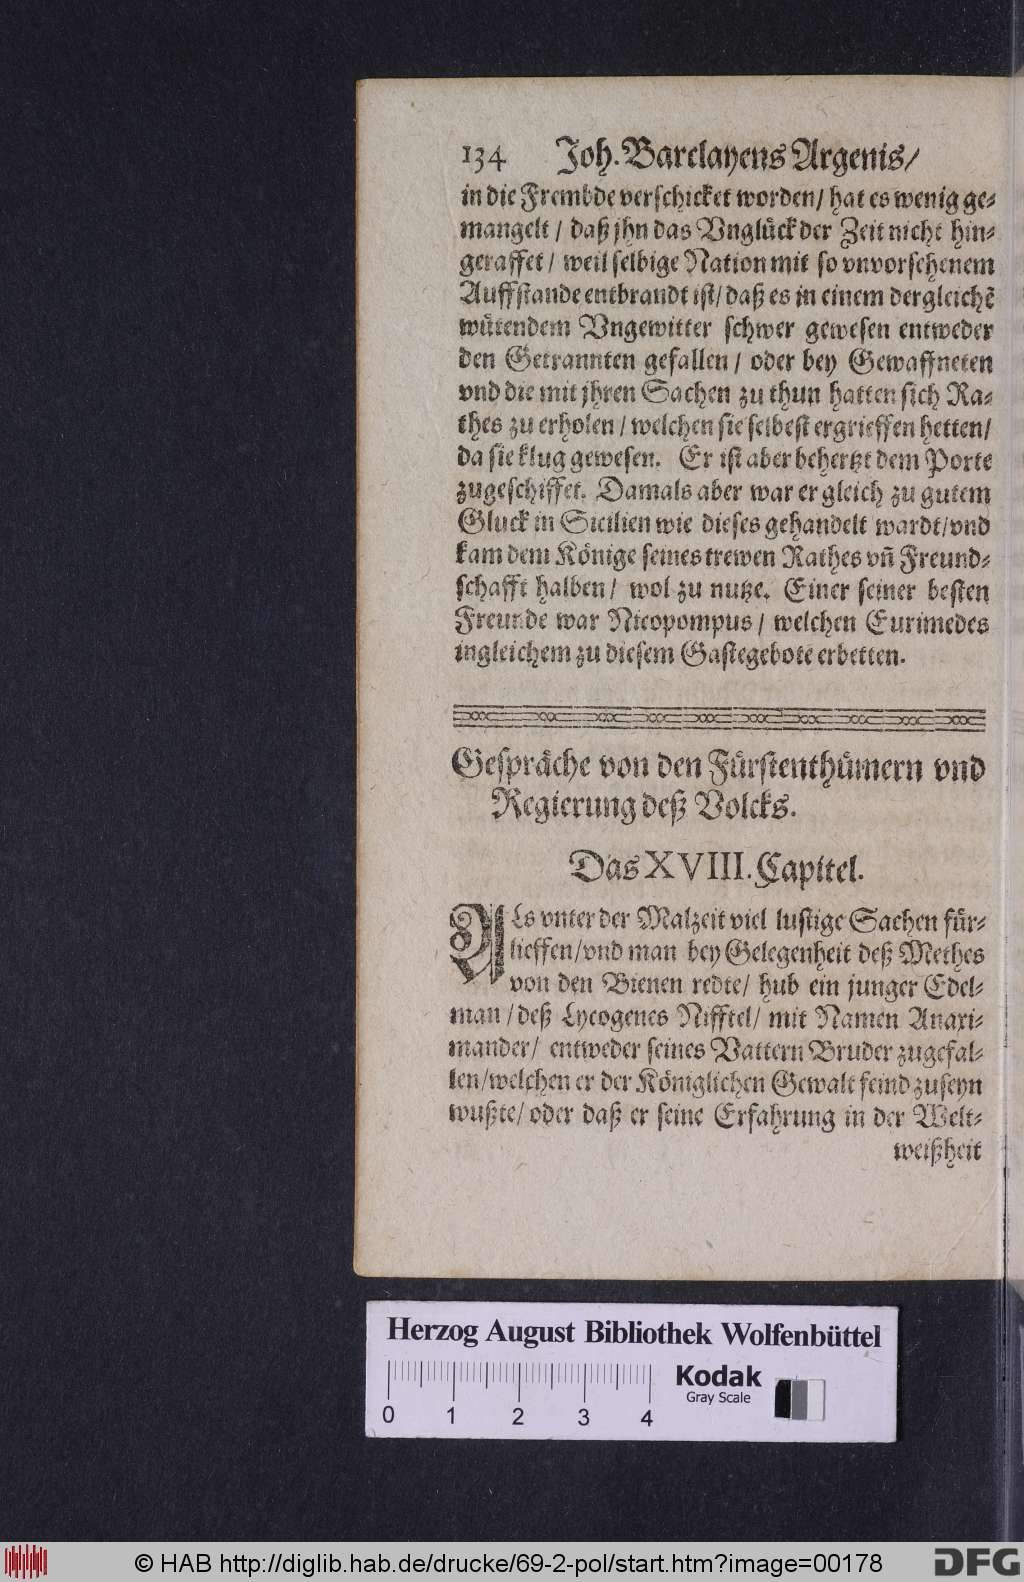 134 Joh. Barclayens Argenis/
in die Frembde verschicket worden/ hat es wenig ge-
mangelt / daß jhn das Vnglück der Zeit nicht hin-
geraffet / weil selbige Nation mit so vnvorsehenem
Auffstande entbrandt ist/ daß es in einem dergleichẽ
wütendem Vngewitter schwer gewesen entweder
den Getrannten gefallen / oder bey Gewaffneten
vnd die mit jhren Sachen zu thun hatten sich Ra-
thes zu erholen / welchen sie selbest ergrieffen hetten/
da sie klug gewesen. Er ist aber behertzt dem Porte
zugeschiffet. Damals aber war er gleich zu gutem
Gluck in Sicilien wie dieses gehandelt wardt/vnd
kam dem Könige seines trewen Rathes vñ Freund-
schafft halben / wol zu nutze. Einer seiner besten
Freunde war Nicopompus / welchen Eurimedes
ingleichem zu diesem Gastegebote erbetten.
Gespräche von den Fürstenthümern vnd
Regierung deß Volcks.
Das XVIII. Capitel.
ALs vnter der Malzeit viel lustige Sachen für-
lieffen/vnd man bey Gelegenheit deß Methes
von den Bienen redte/ hub ein junger Edel-
man / deß Lycogenes Nifftel/ mit Namen Anaxi-
mander/ entweder seines Vattern Bruder zugefal-
len/welchen er der Königlichen Gewalt feind zuseyn
wußte/ oder daß er seine Erfahrung in der Welt-
weißheit
Herzog August Bibliothek Wolfenbüttel
0 1 2 3 4
Kodak
Gray Scale
© HAB http://diglib.hab.de/drucke/69-2-pol/start.htm?image=00178
DFG